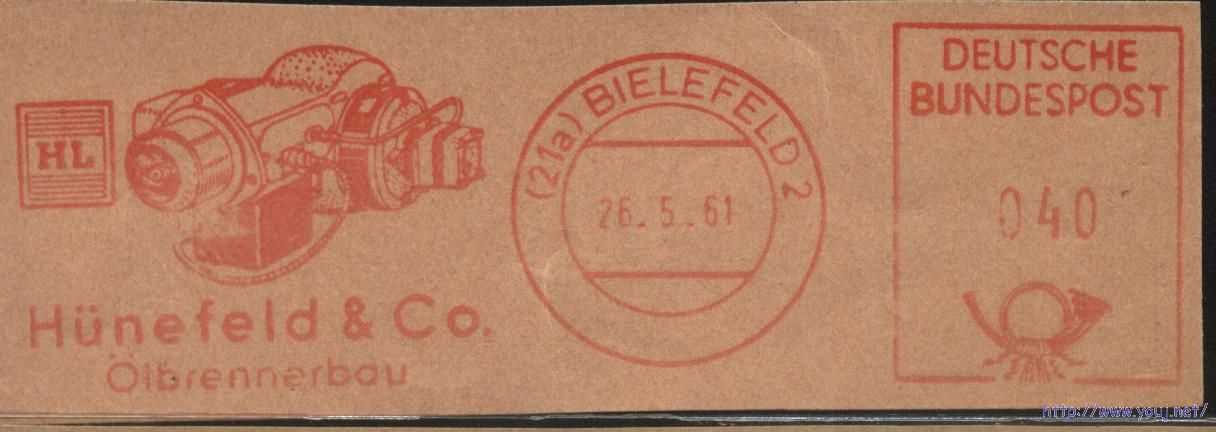 HL
Hünefeld & Co.
Ölbrennerbau
(21a) BIELEFELD 2
26.5.61
DEUTSCHE
BUNDESPOST
040
http://www.youj.net/